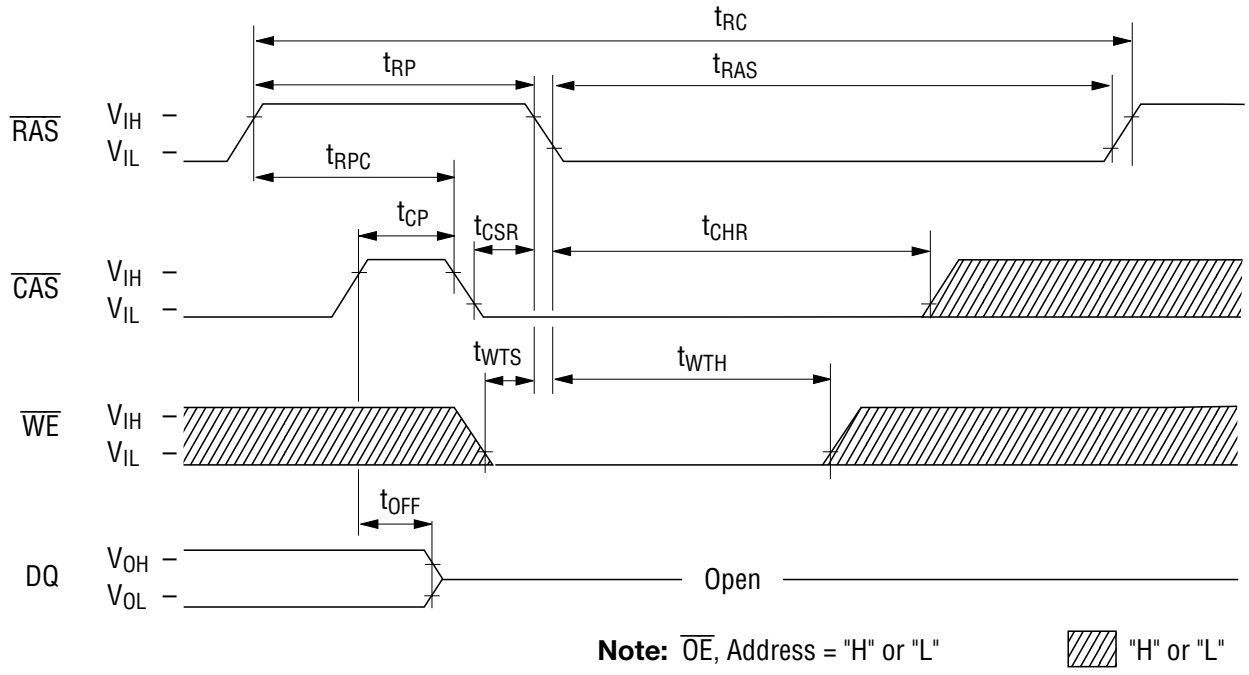 tRC
tRP
tRAS
RAS
VIH
VIL
tRPC
tCP
tCSR
tCHR
CAS
VIH
VIL
tWTS
tWTH
WE
VIH
VIL
tOFF
DQ
VOH
VOL
Open
Note: OE, Address = "H" or "L"
"H" or "L"